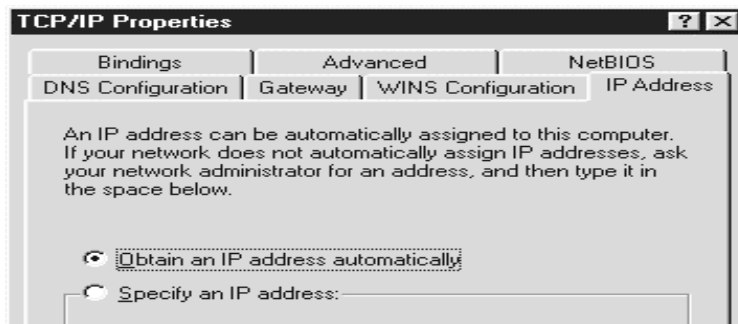 TCP/IP Properties
Bindings Advanced NetBIOS
DNS Configuration Gateway WINS Configuration IP Address
An IP address can be automatically assigned to this computer.
If your network does not automatically assign IP addresses, ask
your network administrator for an address, and then type it in
the space below.
Obtain an IP address automatically
Specify an IP address: